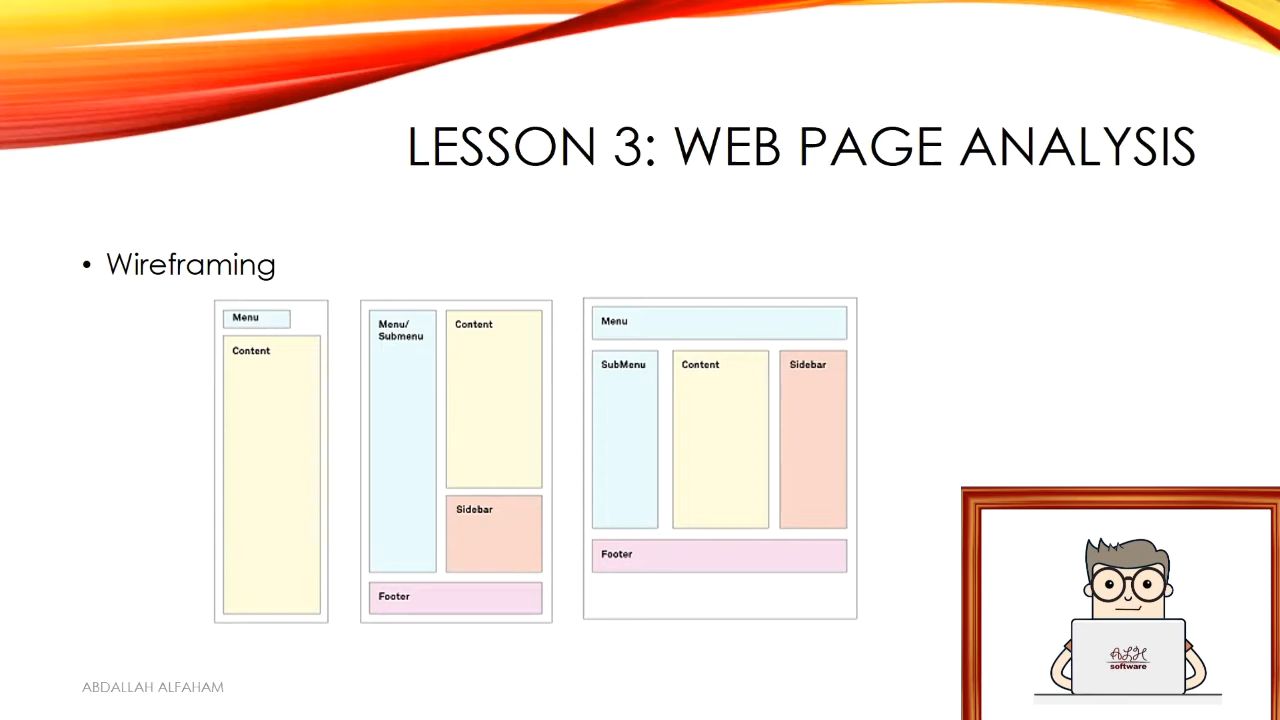 LESSON 3: WEB PAGE ANALYSIS
• Wireframing
Menu
Content
Menu/
Submenu
Content
Sidebar
Footer
Menu
SubMenu
Content
Sidebar
Footer
software
ABDALLAH ALFAHAM